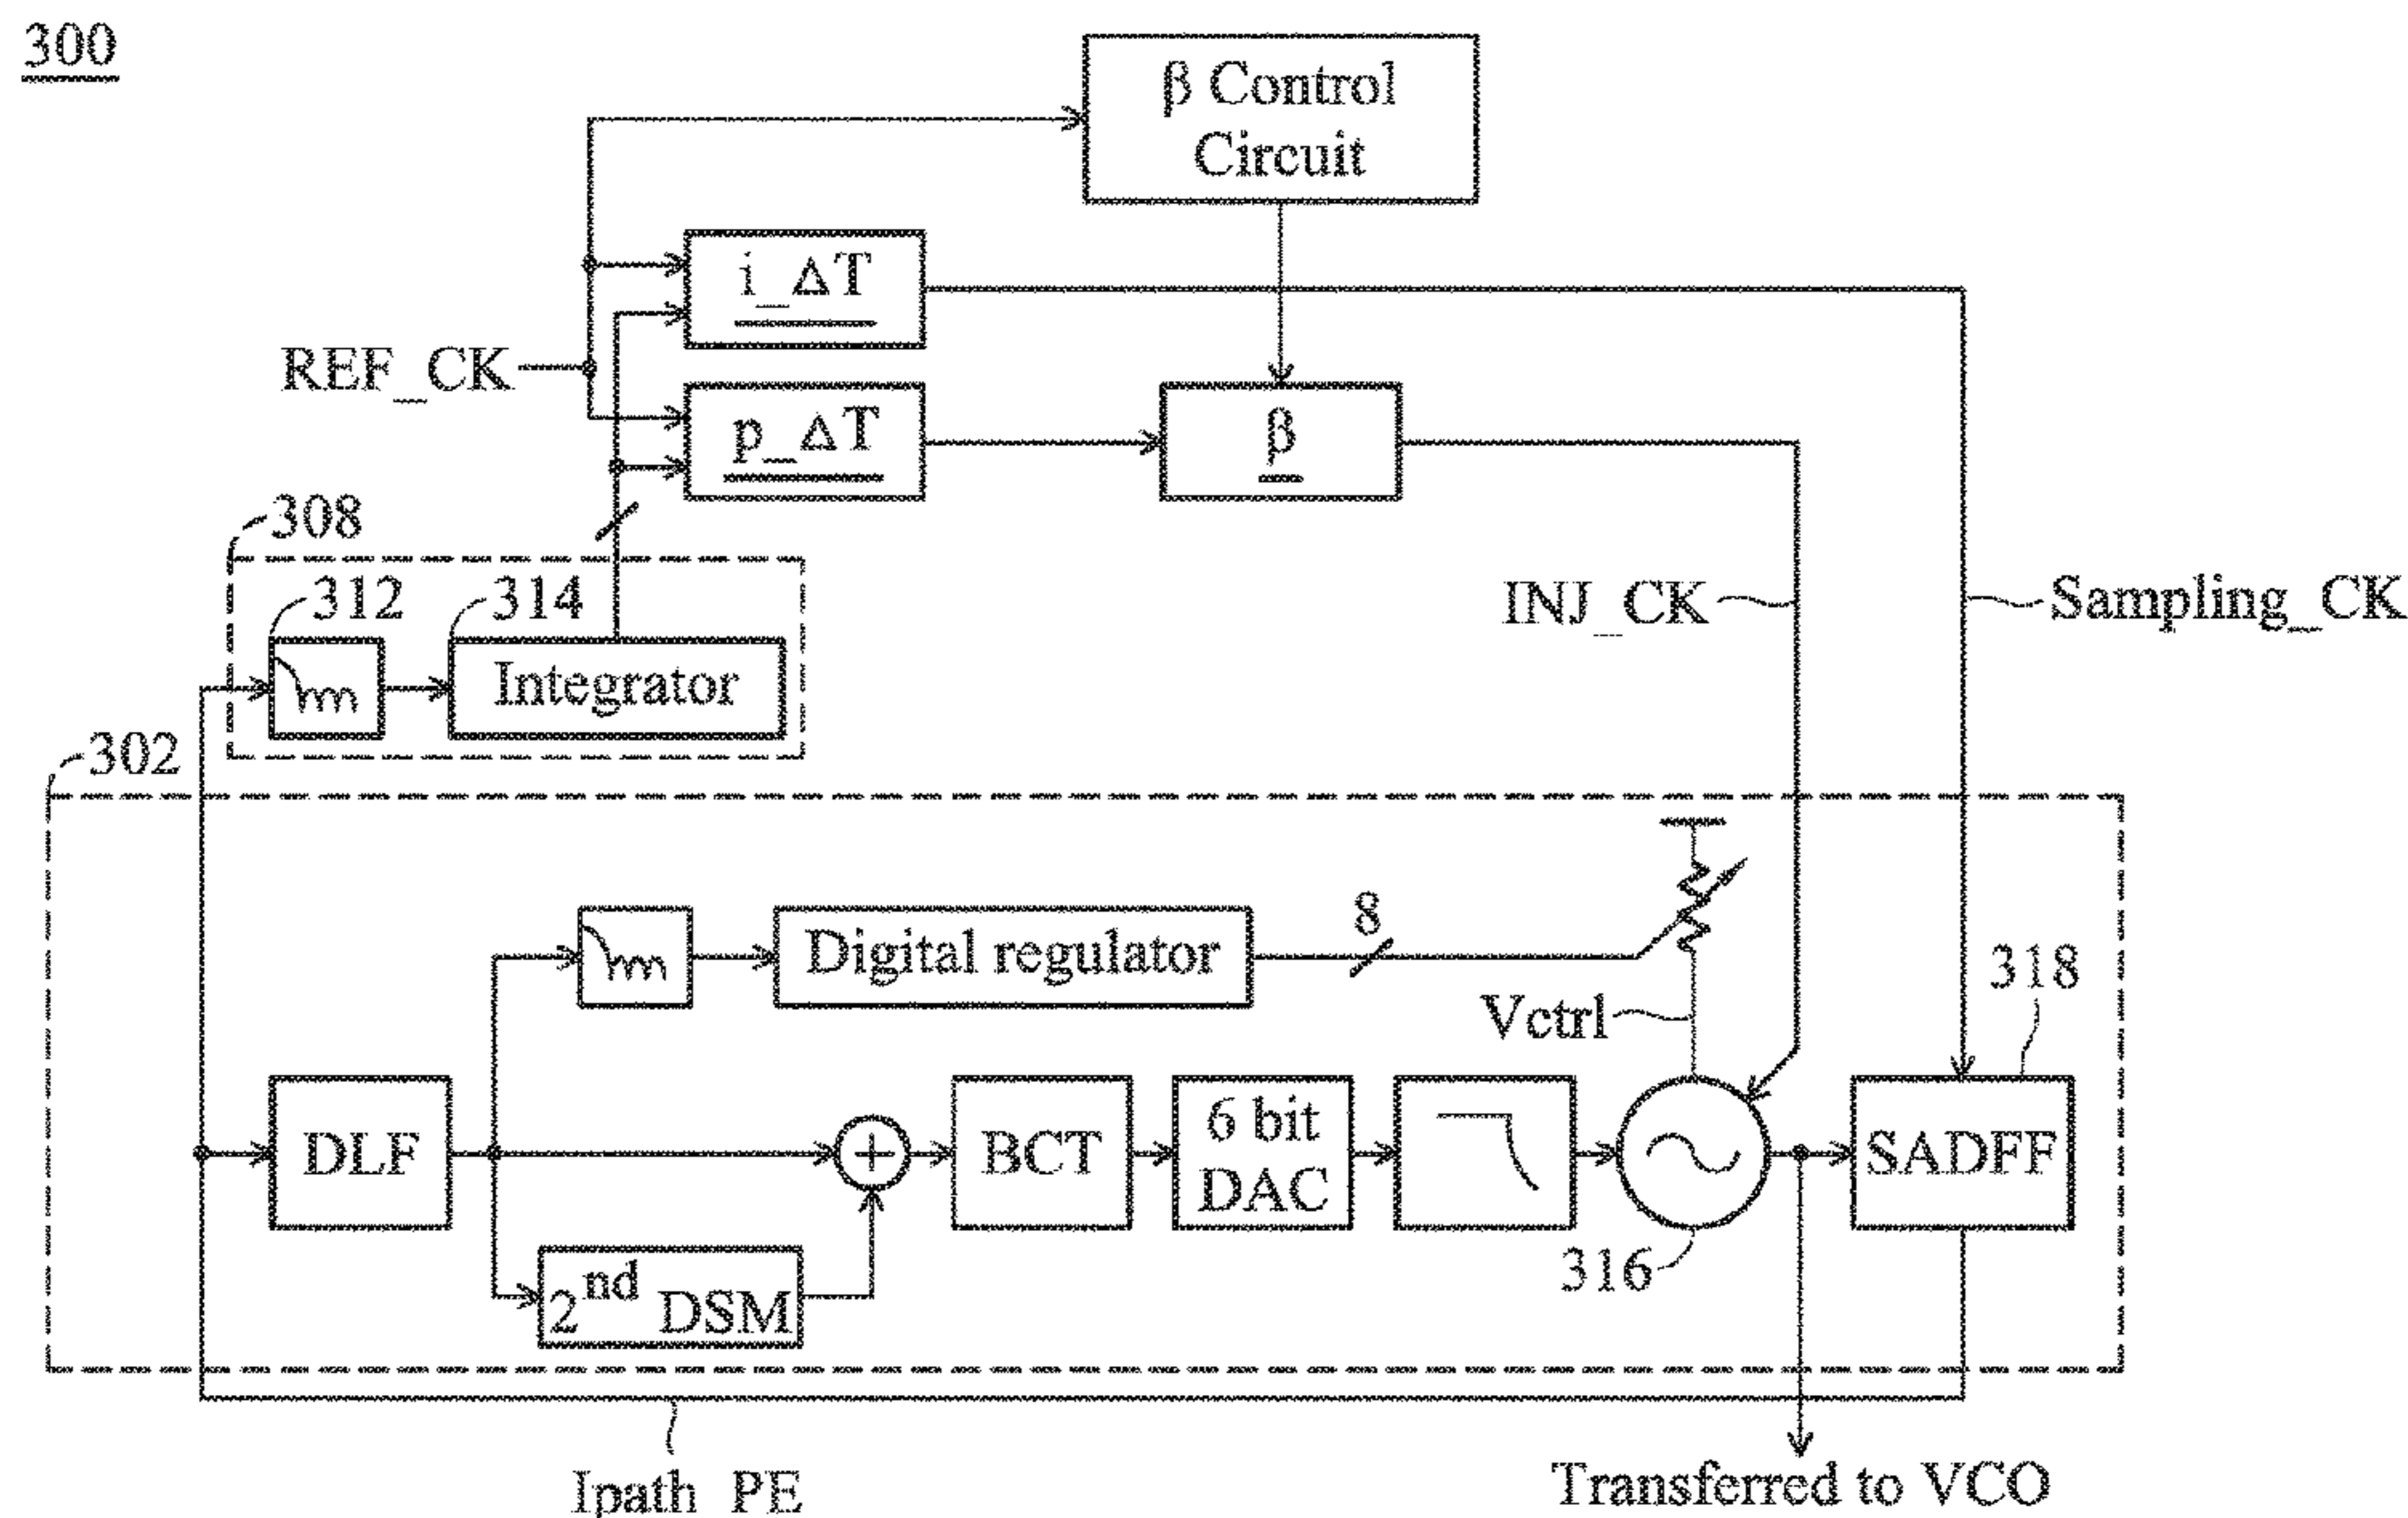 300
β Control
Circuit
i_ΔT
REF_CK
p_ΔT
β
308
312
314
INJ_CK
Sampling_CK
Integrator
302
8
Digital regulator
318
Vctrl
DLF
BCT
6 bit
DAC
SADFF
2nd DSM
316
Ipath_PE
Transferred to VCO